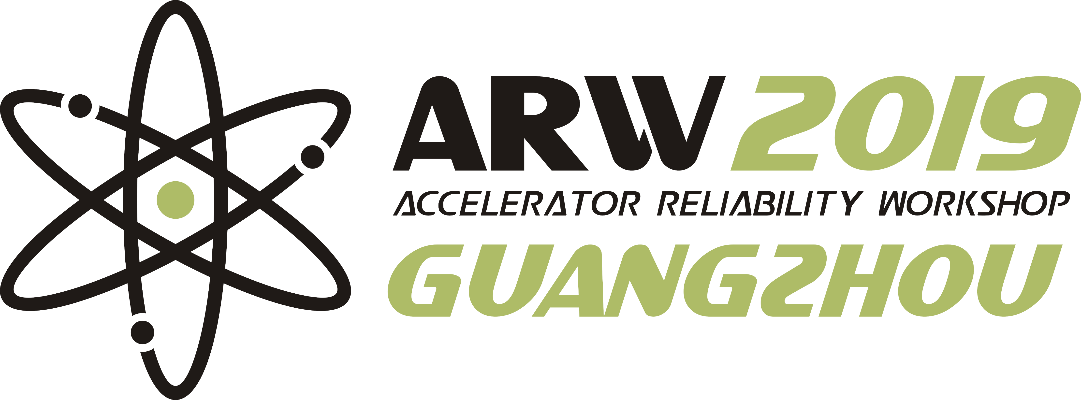 ARW 2019
ACCELERATOR RELIABILITY WORKSHOP
GUANGZHOU